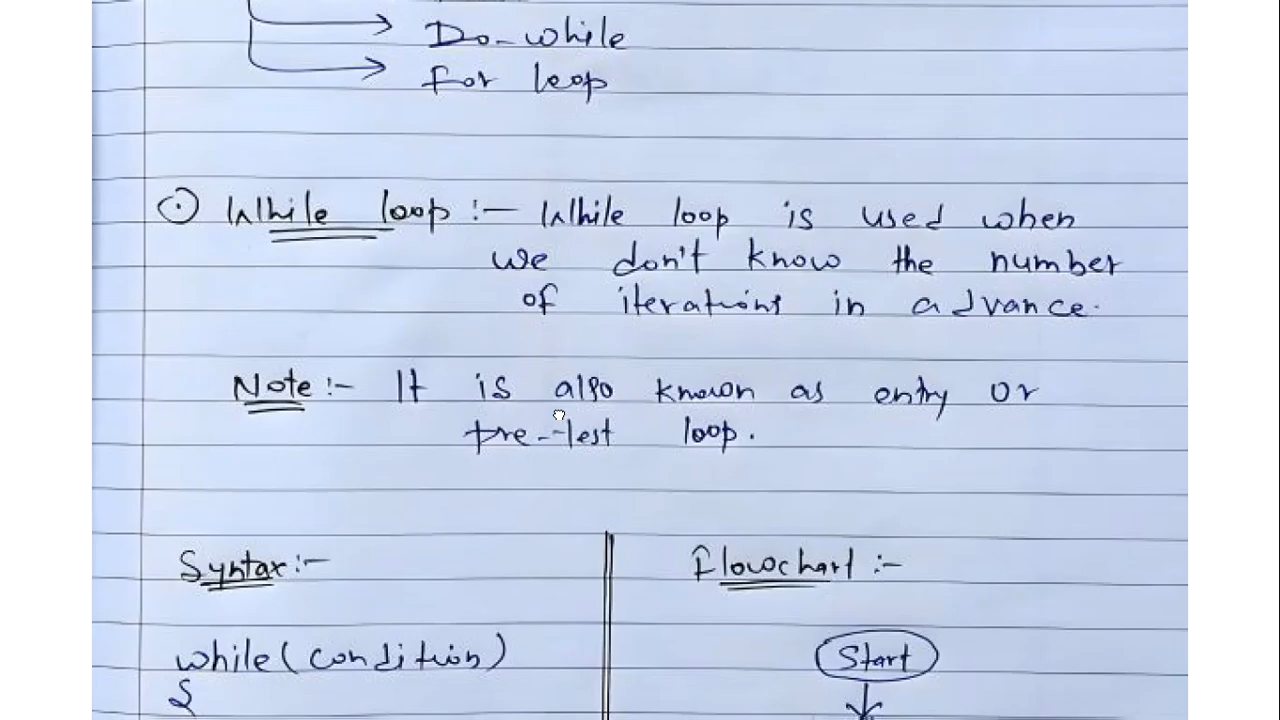 Do-while
For loop
While loop :- While loop is used when
we don't know the number
of iterations in advance.
Note :- It is also known as entry or
pre-test loop.
Syntax :-
Flowchart :-
while (condition)
Start
{